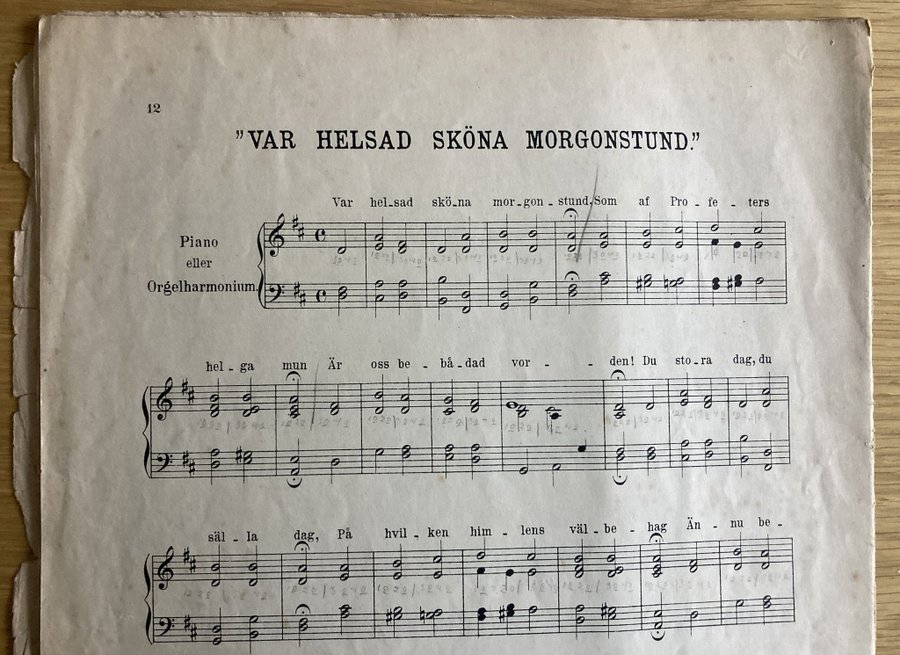 12
"VAR HELSAD SKÖNA MORGONSTUND."
Var hel-sad skö-na mor-gon-stund, Som af Pro-fe-ters
Piano
eller
Orgelharmonium.
hel-ga mun Är oss be-bå-dad vor - - den! Du sto-ra dag, du
säl-la dag, På hvil-ken him-lens väl-be-hag Än-nu be-